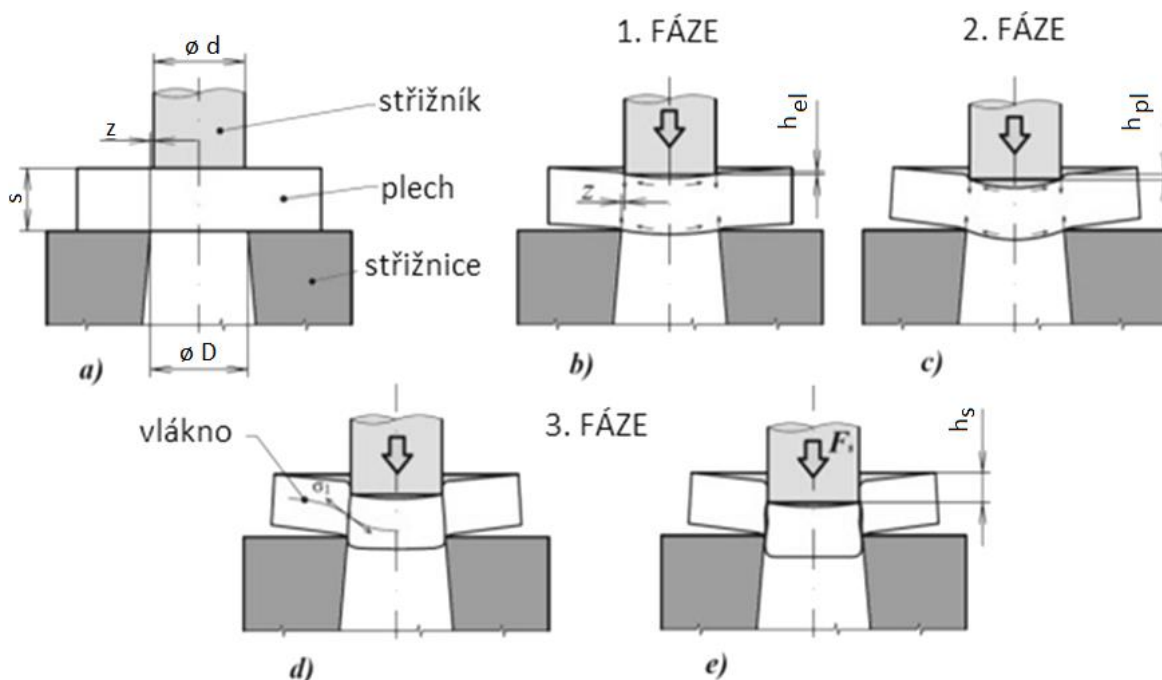 ø d
střižník
z
s
plech
střižnice
ø D
a)
1. FÁZE
h_el
z
b)
2. FÁZE
h_pl
c)
vlákno
3. FÁZE
σ₁
d)
F_s
h_s
e)